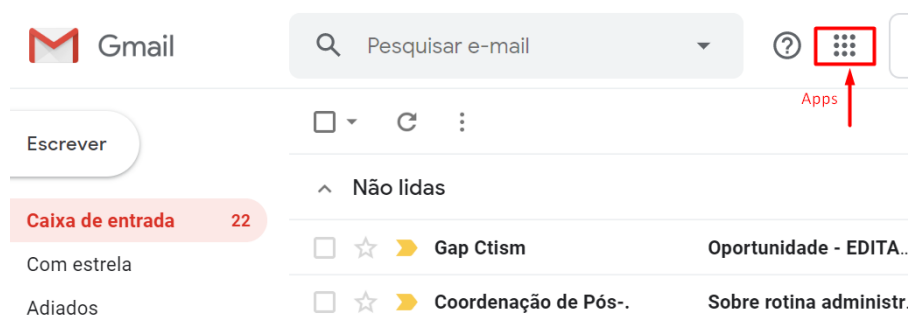 Gmail
Pesquisar e-mail
Apps
Escrever
Não lidas
Caixa de entrada 22
Gap Ctism Oportunidade - EDITA..
Com estrela
Coordenação de Pós-. Sobre rotina administr.
Adiados